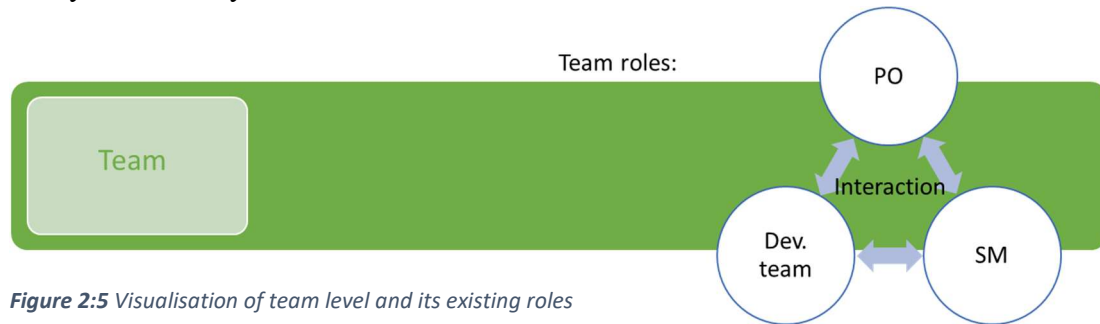 Team roles:
PO
Team
Interaction
Dev.
team
SM
Figure 2:5 Visualisation of team level and its existing roles